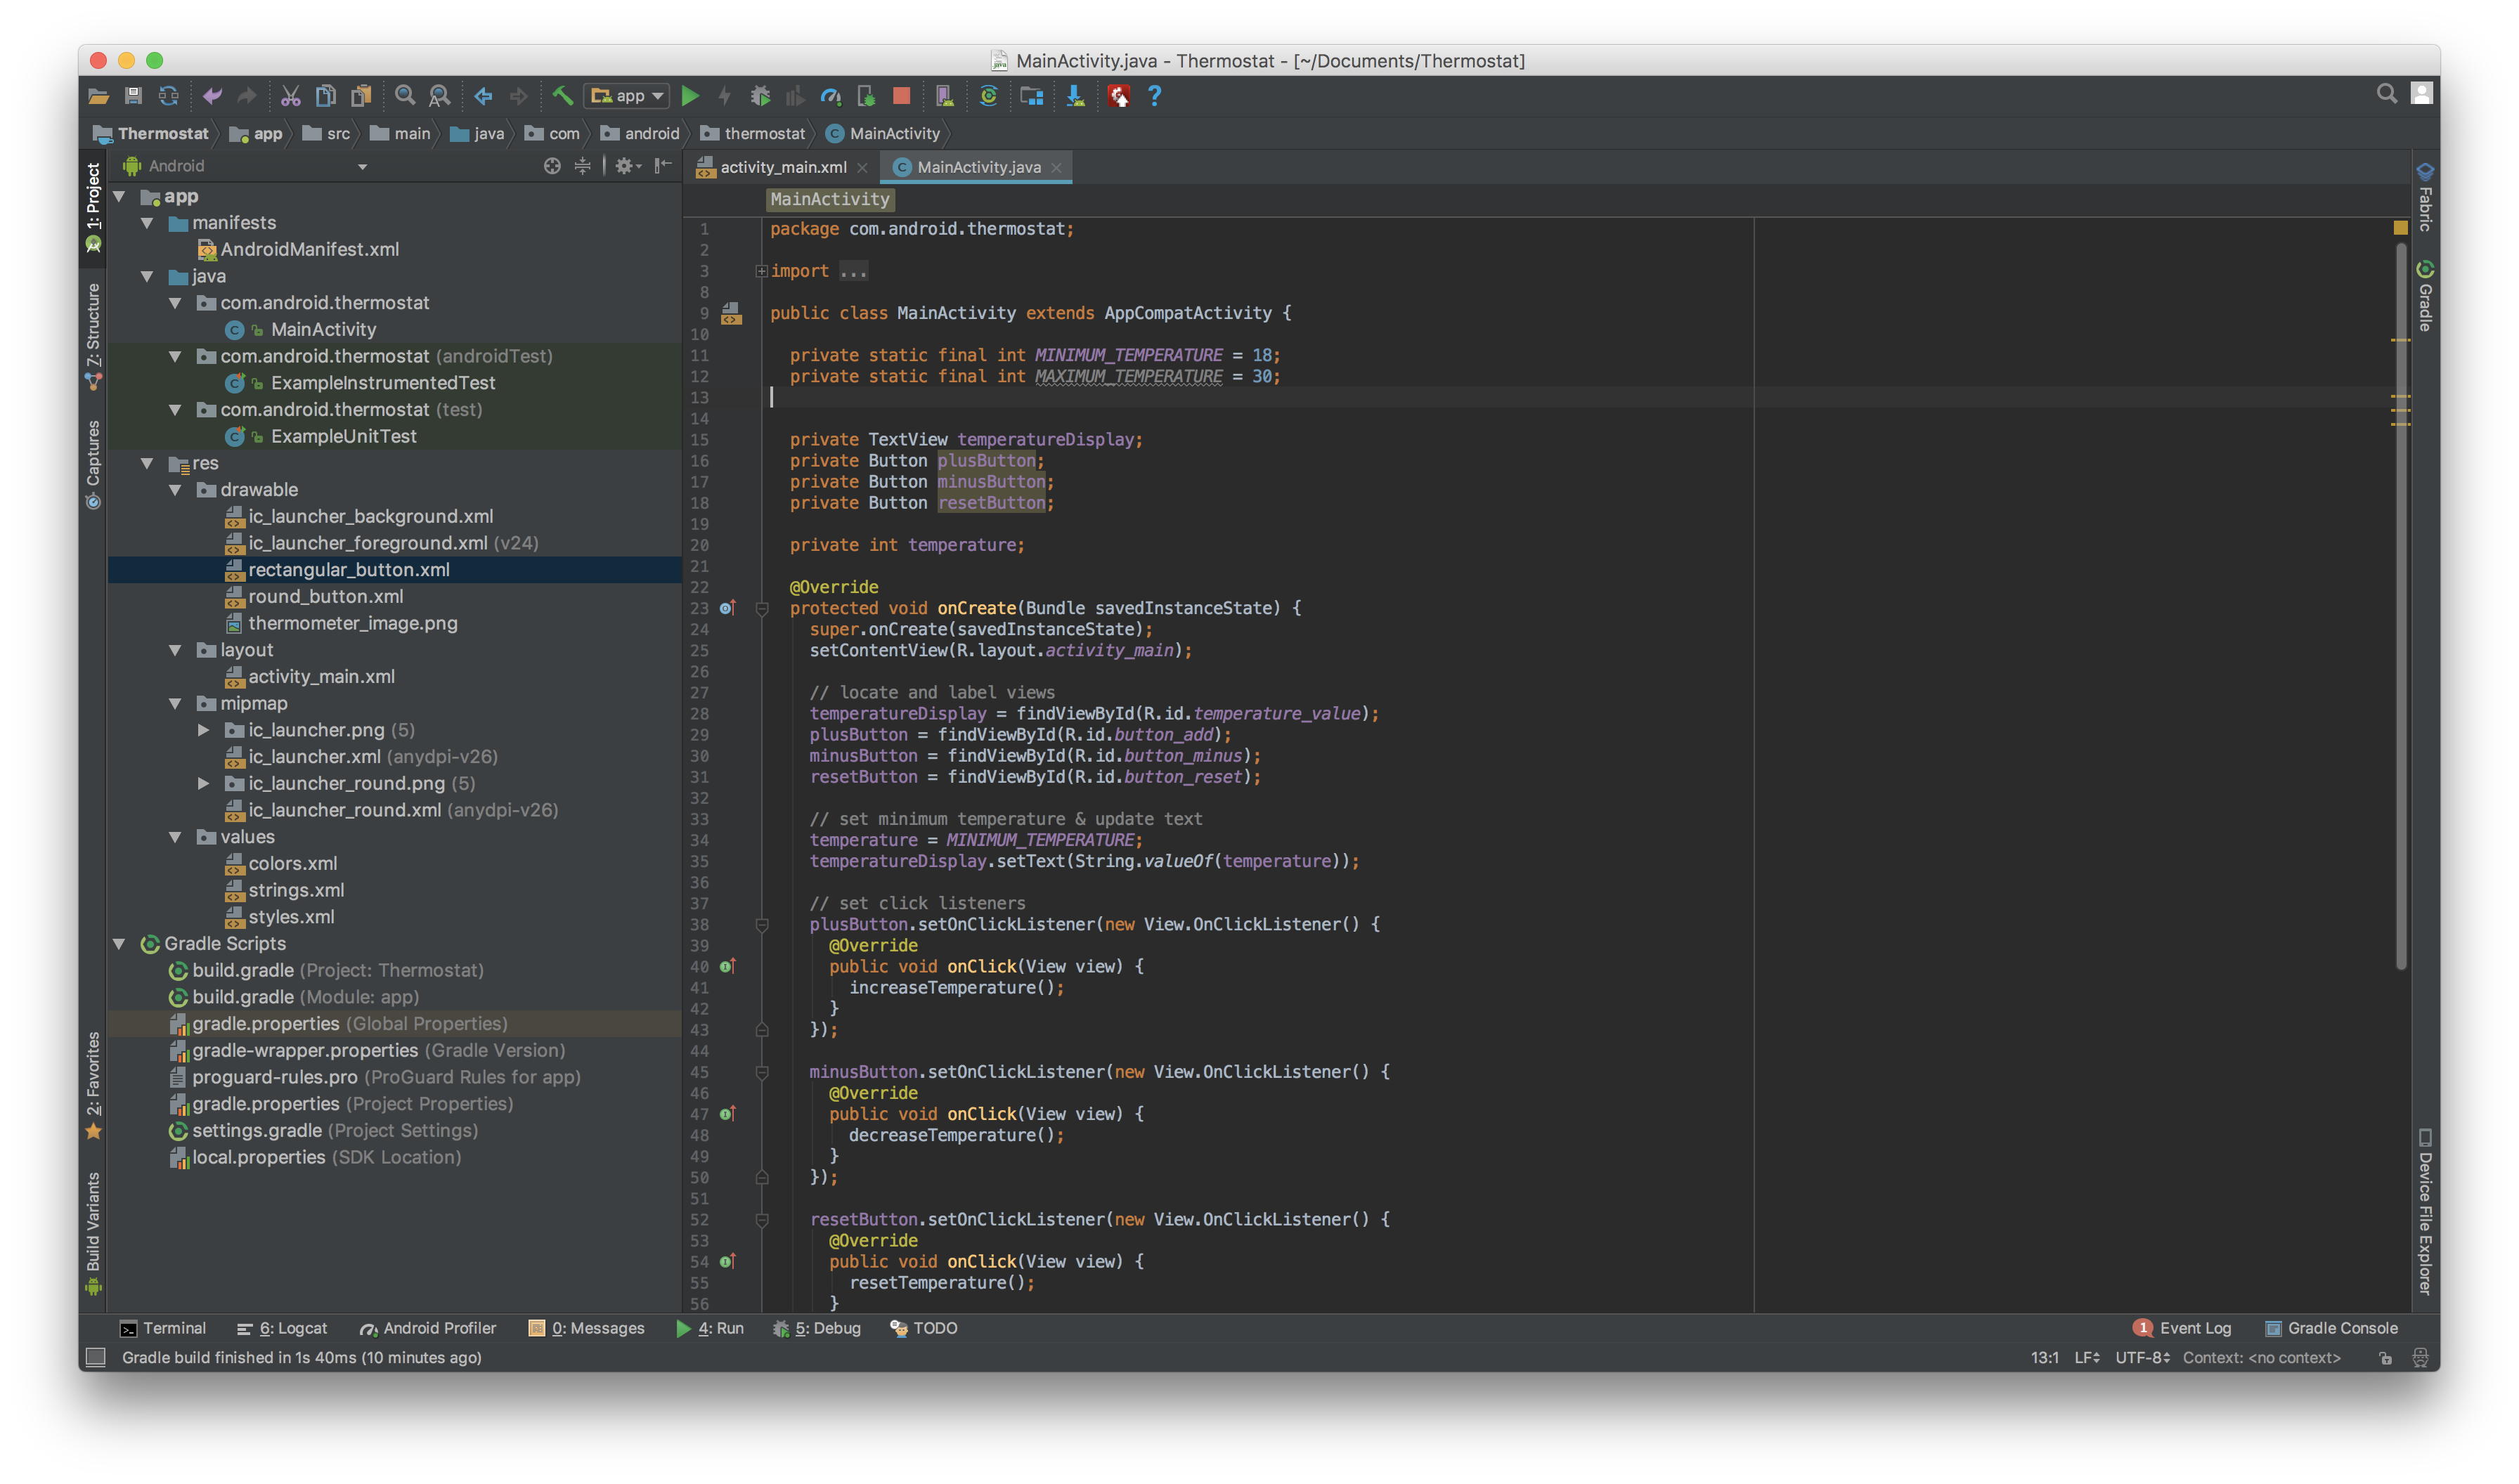 MainActivity.java - Thermostat - [~/Documents/Thermostat]
app
Thermostat app src main java com android thermostat MainActivity
Android
activity_main.xml MainActivity.java
1: Project
Z: Structure
Captures
2: Favorites
Build Variants
app
manifests
AndroidManifest.xml
java
com.android.thermostat
MainActivity
com.android.thermostat (androidTest)
ExampleInstrumentedTest
com.android.thermostat (test)
ExampleUnitTest
res
drawable
ic_launcher_background.xml
ic_launcher_foreground.xml (v24)
rectangular_button.xml
round_button.xml
thermometer_image.png
layout
activity_main.xml
mipmap
ic_launcher.png (5)
ic_launcher.xml (anydpi-v26)
ic_launcher_round.png (5)
ic_launcher_round.xml (anydpi-v26)
values
colors.xml
strings.xml
styles.xml
Gradle Scripts
build.gradle (Project: Thermostat)
build.gradle (Module: app)
gradle.properties (Global Properties)
gradle-wrapper.properties (Gradle Version)
proguard-rules.pro (ProGuard Rules for app)
gradle.properties (Project Properties)
settings.gradle (Project Settings)
local.properties (SDK Location)
MainActivity
1 package com.android.thermostat;
2
3 import ...
8
9 public class MainActivity extends AppCompatActivity {
10
11 private static final int MINIMUM_TEMPERATURE = 18;
12 private static final int MAXIMUM_TEMPERATURE = 30;
13
14
15 private TextView temperatureDisplay;
16 private Button plusButton;
17 private Button minusButton;
18 private Button resetButton;
19
20 private int temperature;
21
22 @Override
23 protected void onCreate(Bundle savedInstanceState) {
24 super.onCreate(savedInstanceState);
25 setContentView(R.layout.activity_main);
26
27 // locate and label views
28 temperatureDisplay = findViewById(R.id.temperature_value);
29 plusButton = findViewById(R.id.button_add);
30 minusButton = findViewById(R.id.button_minus);
31 resetButton = findViewById(R.id.button_reset);
32
33 // set minimum temperature & update text
34 temperature = MINIMUM_TEMPERATURE;
35 temperatureDisplay.setText(String.valueOf(temperature));
36
37 // set click listeners
38 plusButton.setOnClickListener(new View.OnClickListener() {
39 @Override
40 public void onClick(View view) {
41 increaseTemperature();
42 }
43 });
44
45 minusButton.setOnClickListener(new View.OnClickListener() {
46 @Override
47 public void onClick(View view) {
48 decreaseTemperature();
49 }
50 });
51
52 resetButton.setOnClickListener(new View.OnClickListener() {
53 @Override
54 public void onClick(View view) {
55 resetTemperature();
56 }
Fabric
Gradle
Device File Explorer
Terminal 6: Logcat Android Profiler 0: Messages 4: Run 5: Debug TODO 1 Event Log Gradle Console
Gradle build finished in 1s 40ms (10 minutes ago) 13:1 LF UTF-8 Context: <no context>